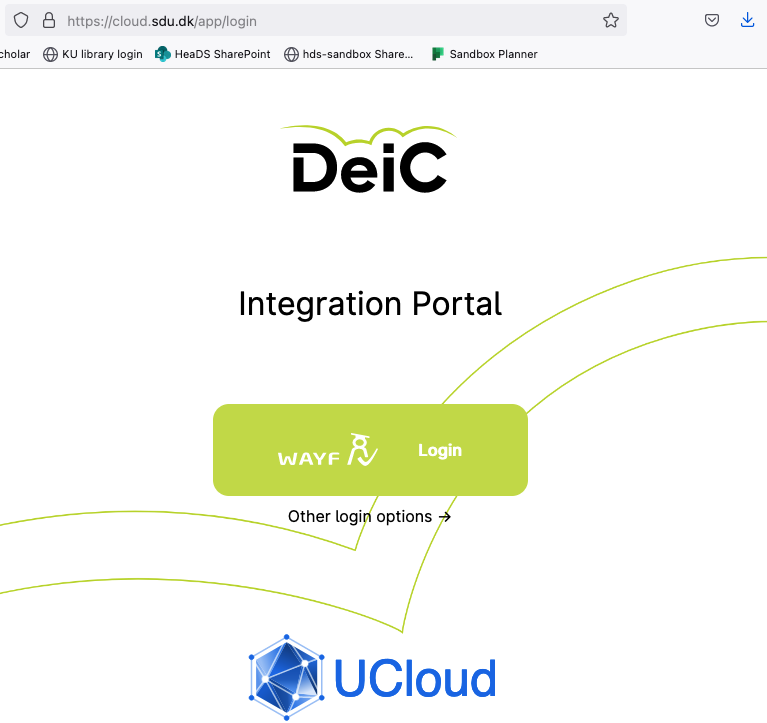 https://cloud.sdu.dk/app/login
cholar KU library login HeaDS SharePoint hds-sandbox Share... Sandbox Planner
DeiC
Integration Portal
WAYF Login
Other login options →
UCloud